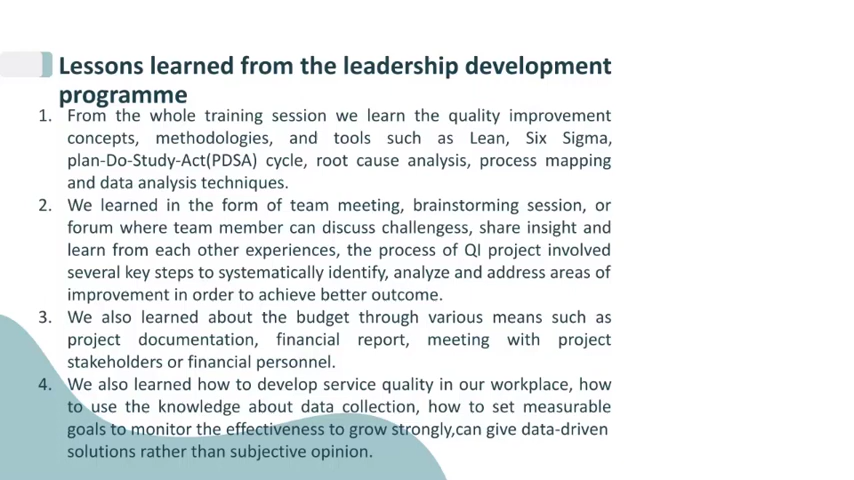 Lessons learned from the leadership development
programme
1. From the whole training session we learn the quality improvement
concepts, methodologies, and tools such as Lean, Six Sigma,
plan-Do-Study-Act(PDSA) cycle, root cause analysis, process mapping
and data analysis techniques.
2. We learned in the form of team meeting, brainstorming session, or
forum where team member can discuss challengess, share insight and
learn from each other experiences, the process of QI project involved
several key steps to systematically identify, analyze and address areas of
improvement in order to achieve better outcome.
3. We also learned about the budget through various means such as
project documentation, financial report, meeting with project
stakeholders or financial personnel.
4. We also learned how to develop service quality in our workplace, how
to use the knowledge about data collection, how to set measurable
goals to monitor the effectiveness to grow strongly,can give data-driven
solutions rather than subjective opinion.